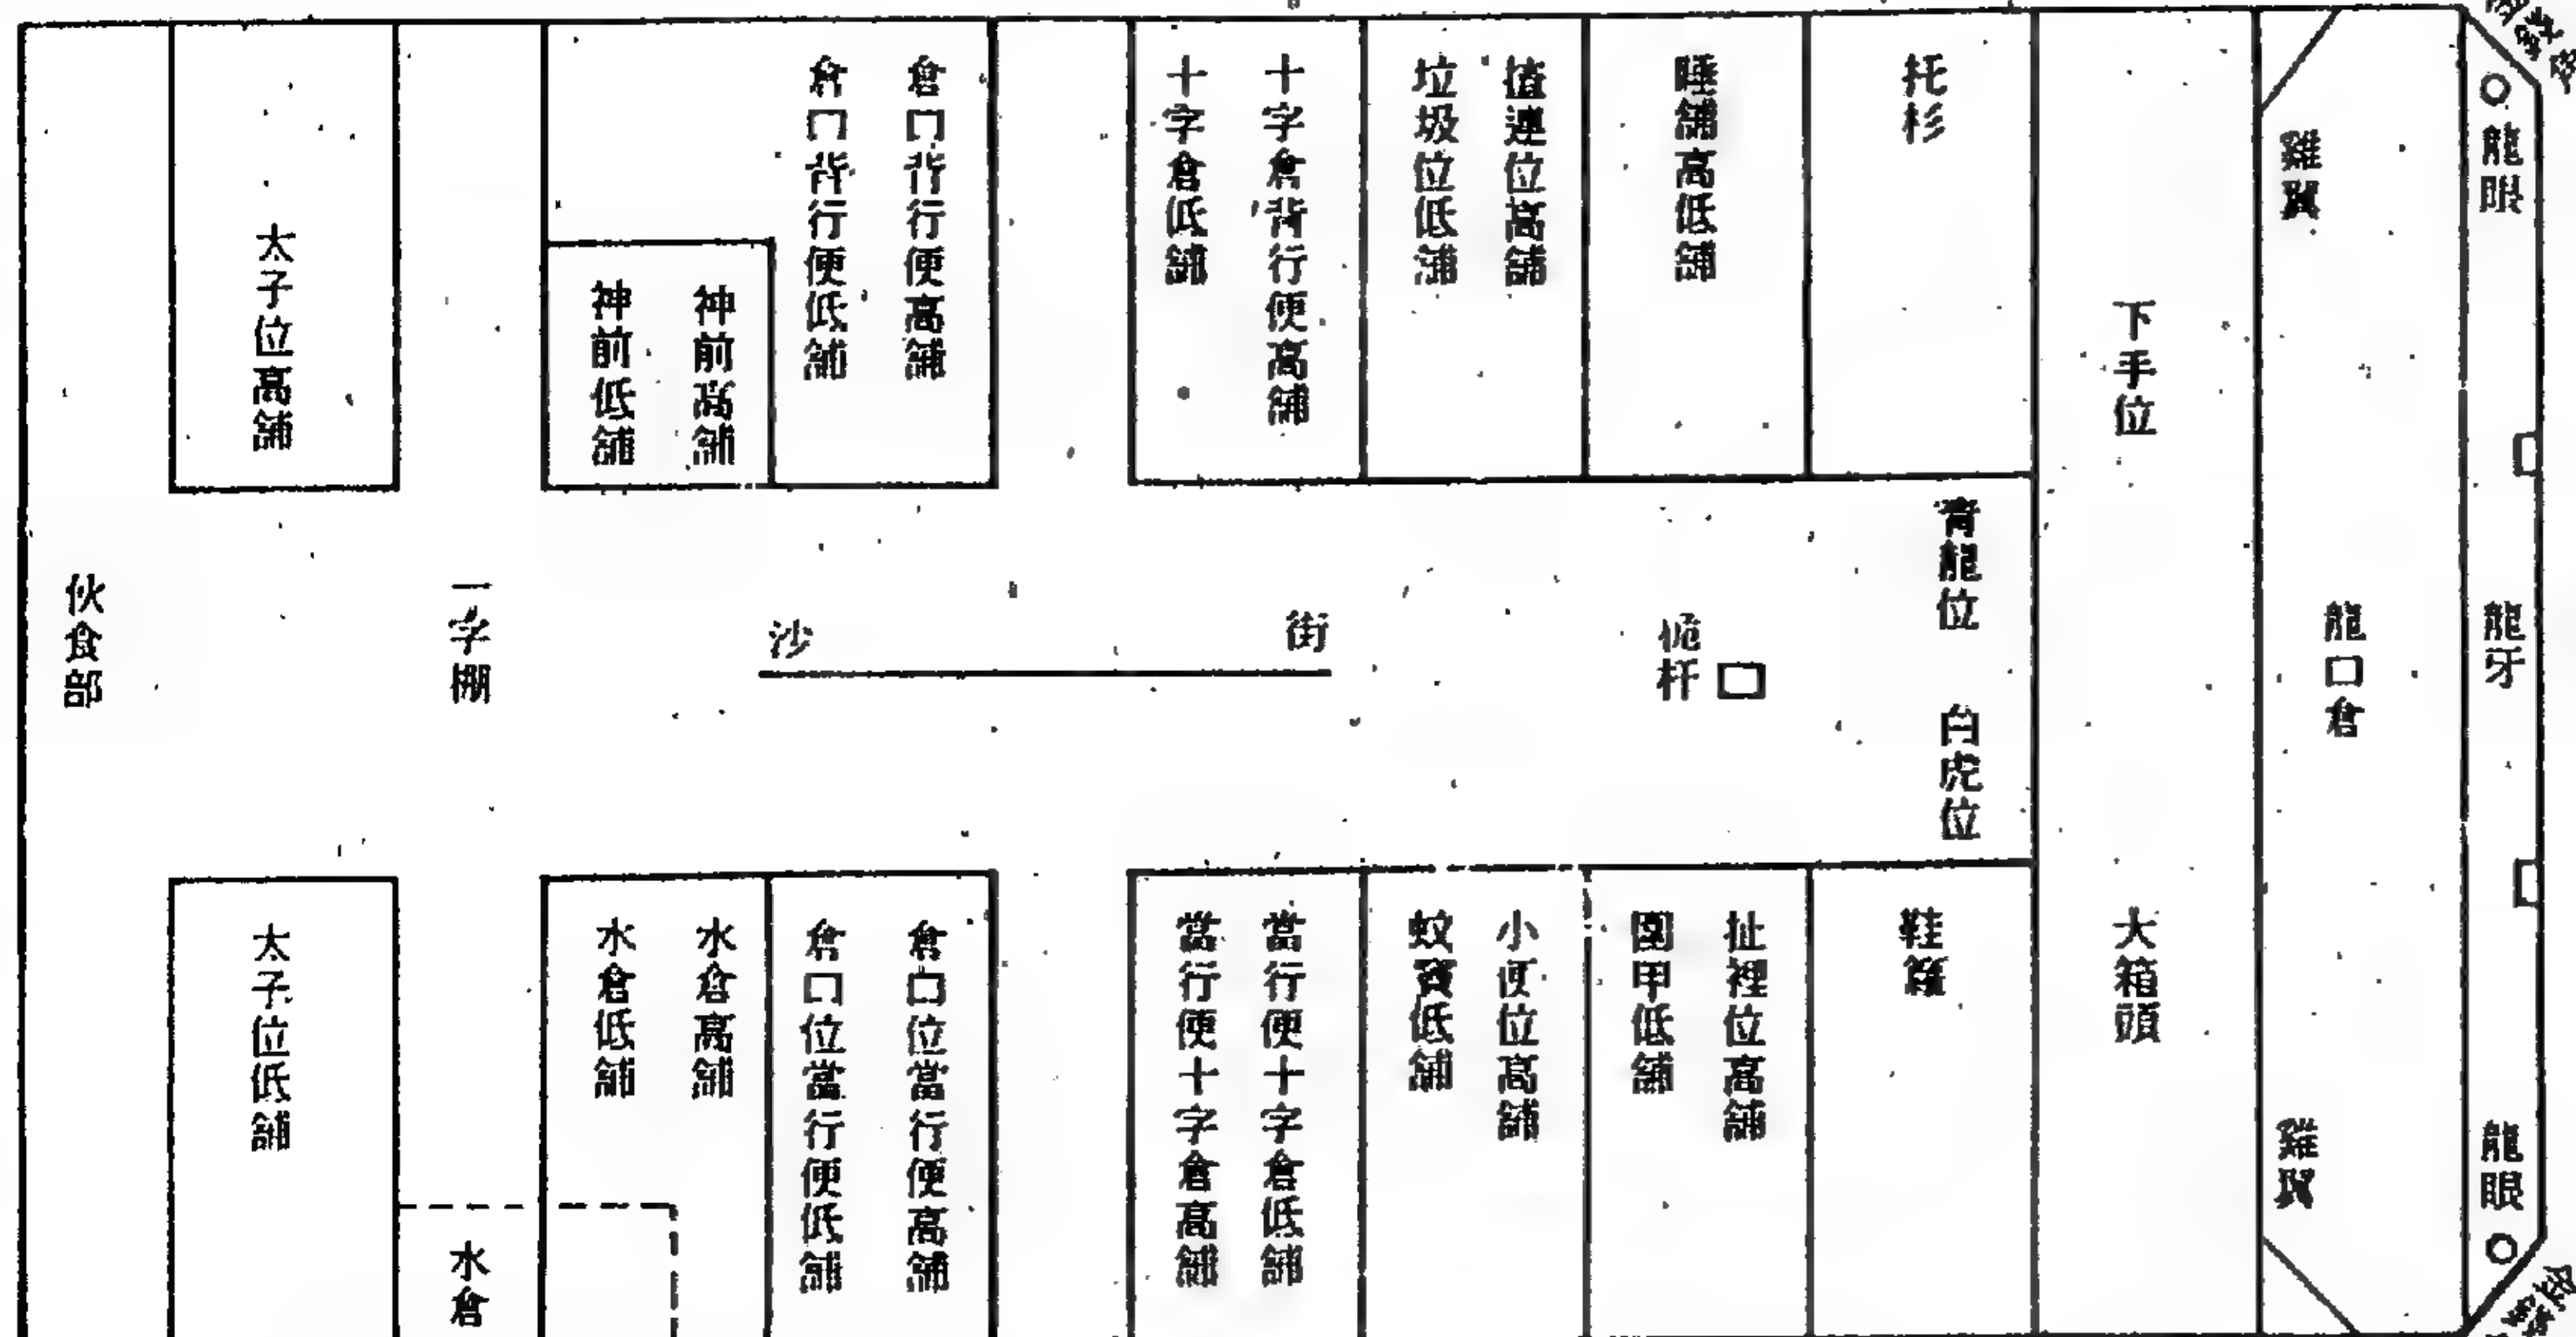 龍眼
龍牙
龍眼
雞翼
龍口倉
雞翼
下手位
大箱頭
托杉
青龍位
白虎位
鞋籮
睡舖高低舖
桅杆
扯裡位高舖
圍甲低舖
揸連位高舖
垃圾位低舖
小便位高舖
蚊寶低舖
十字倉背行便高舖
十字倉低舖
當行便十字倉低舖
當行便十字倉高舖
沙街
倉口背行便高舖
倉口背行便低舖
倉口位當行便高舖
倉口位當行便低舖
神前高舖
神前低舖
水倉高舖
水倉低舖
一字棚
水倉
太子位高舖
太子位低舖
伙食部